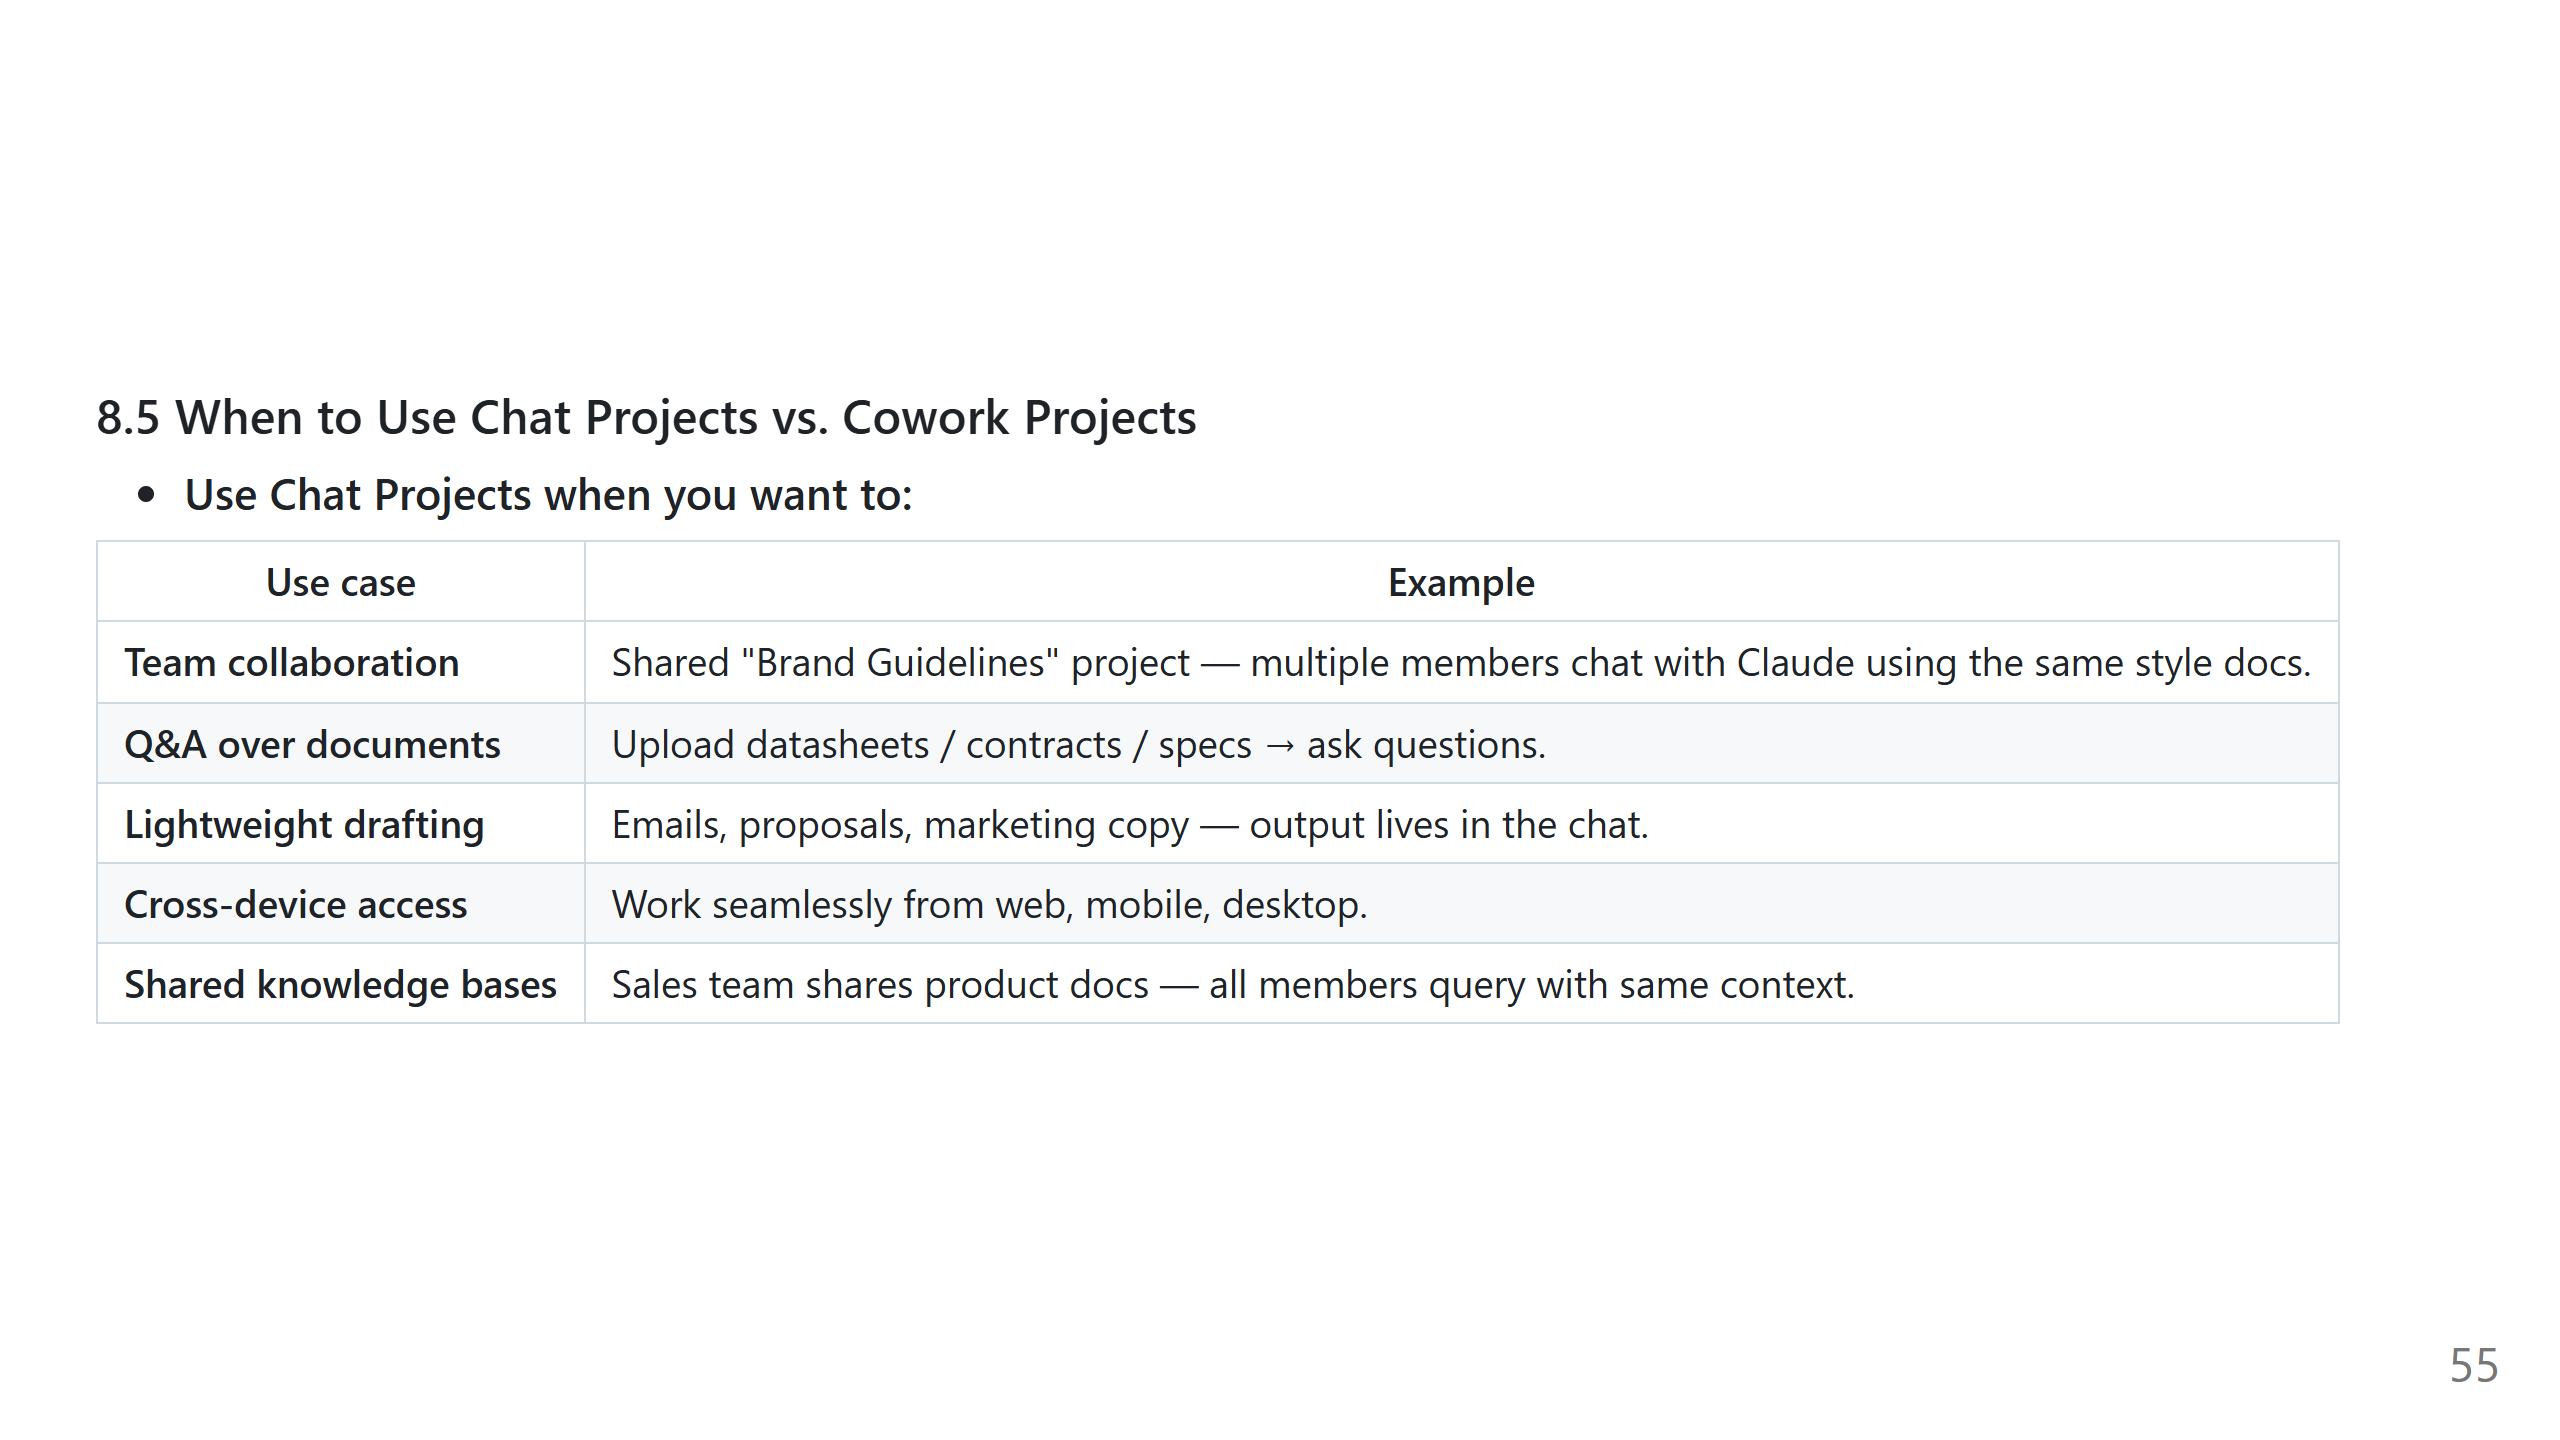 8.5 When to Use Chat Projects vs. Cowork Projects
• Use Chat Projects when you want to:
Use case Example
Team collaboration Shared "Brand Guidelines" project — multiple members chat with Claude using the same style docs.
Q&A over documents Upload datasheets / contracts / specs → ask questions.
Lightweight drafting Emails, proposals, marketing copy — output lives in the chat.
Cross-device access Work seamlessly from web, mobile, desktop.
Shared knowledge bases Sales team shares product docs — all members query with same context.
55